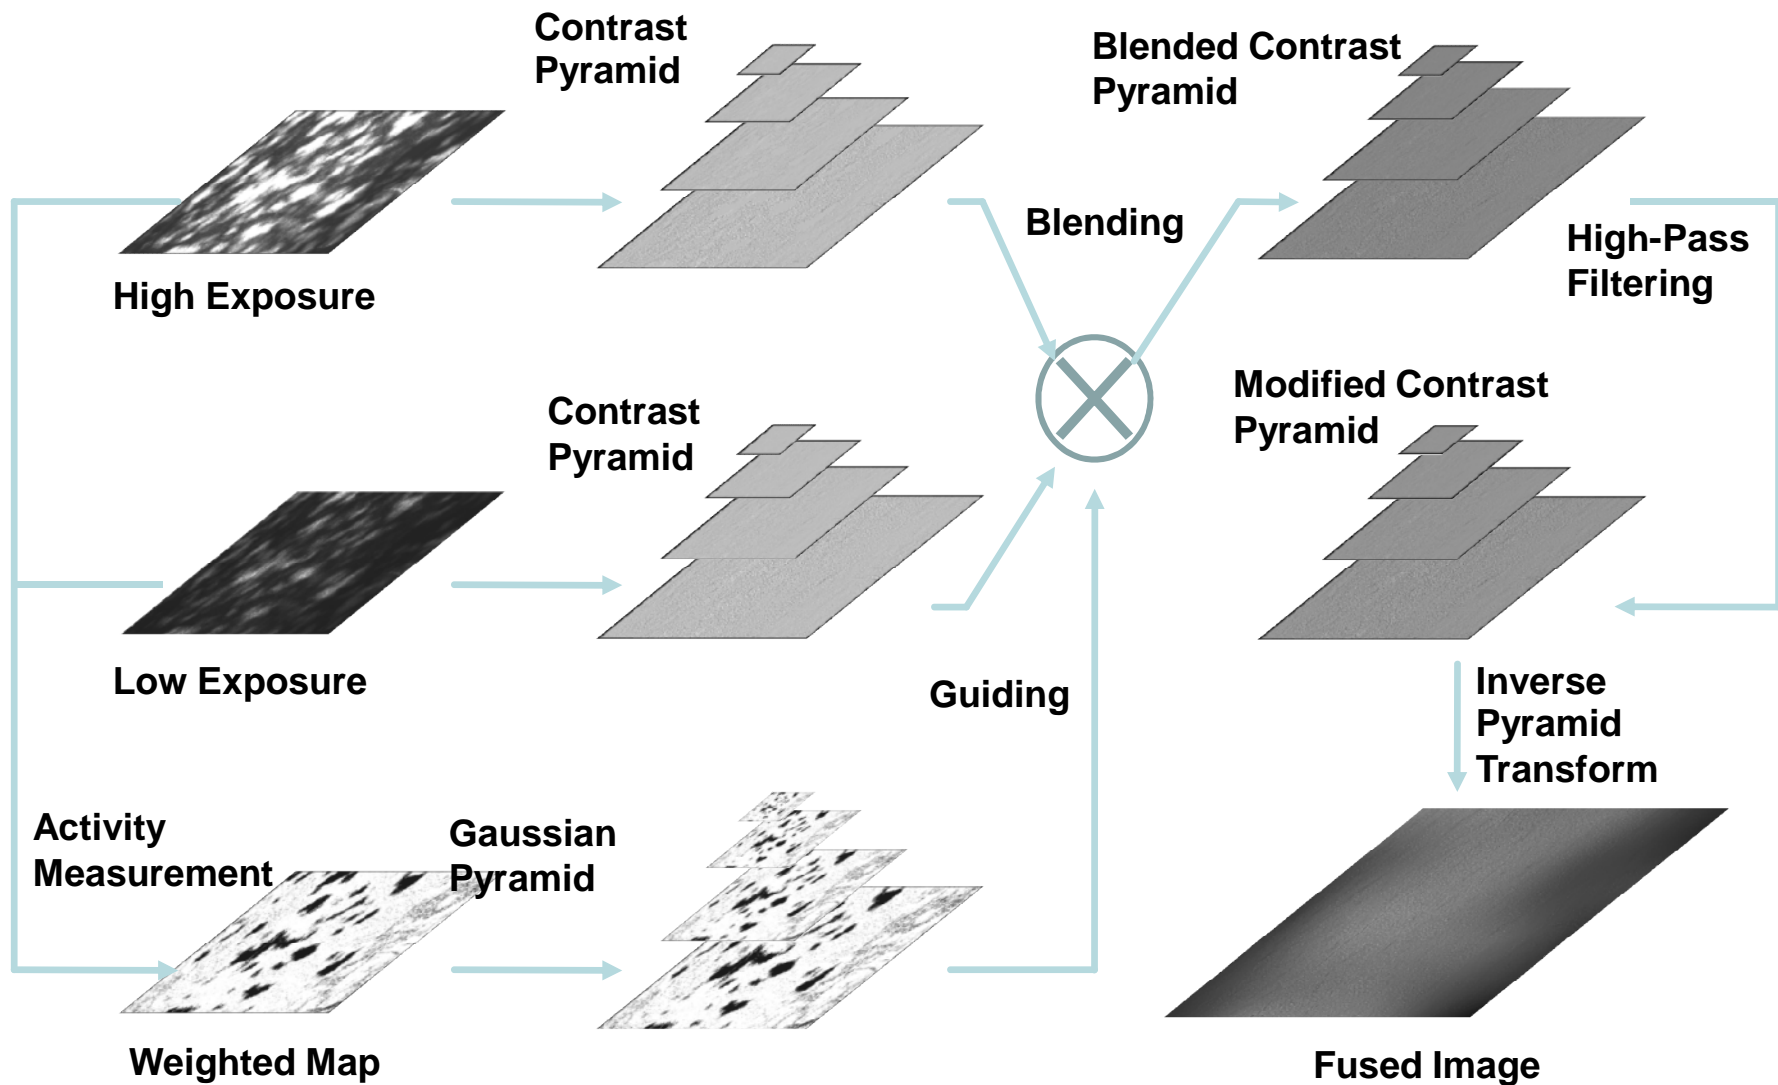 Contrast
Pyramid
Blended Contrast
Pyramid
High Exposure
Blending
High-Pass
Filtering
Contrast
Pyramid
Modified Contrast
Pyramid
Low Exposure
Guiding
Inverse
Pyramid
Transform
Activity
Measurement
Gaussian
Pyramid
Weighted Map
Fused Image